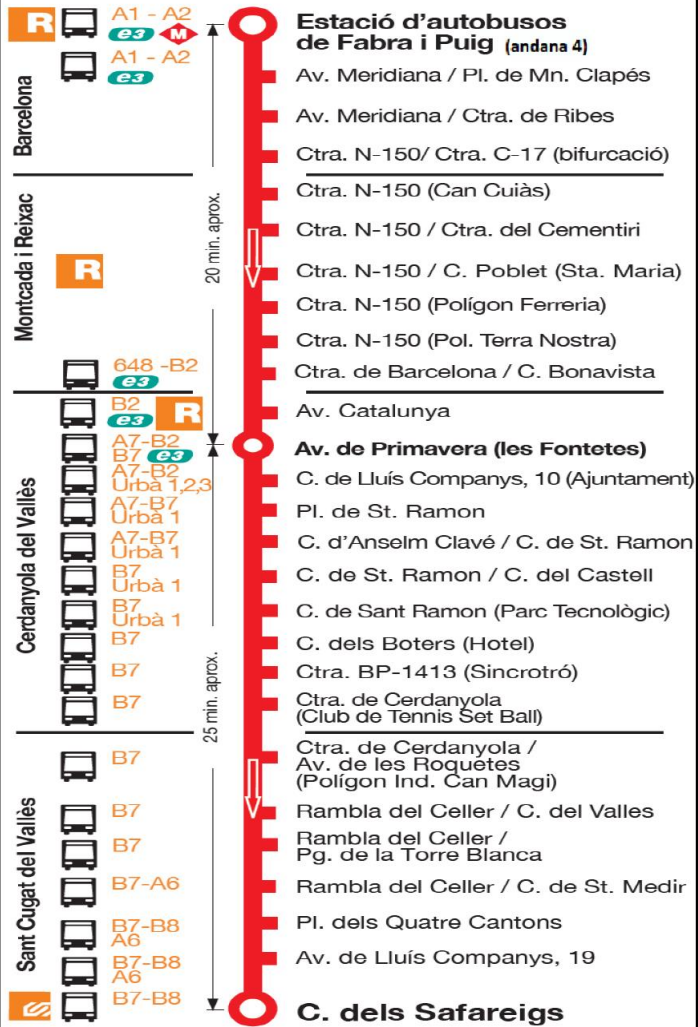 R
A1 - A2
e3 M
A1 - A2
e3
Estació d'autobusos
de Fabra i Puig (andana 4)
Av. Meridiana / Pl. de Mn. Clapés
Av. Meridiana / Ctra. de Ribes
Ctra. N-150/ Ctra. C-17 (bifurcació)
Barcelona
Ctra. N-150 (Can Cuiàs)
Ctra. N-150 / Ctra. del Cementiri
R
Ctra. N-150 / C. Poblet (Sta. Maria)
Ctra. N-150 (Polígon Ferreria)
Ctra. N-150 (Pol. Terra Nostra)
648 -B2
e3
Ctra. de Barcelona / C. Bonavista
Montcada i Reixac
20 min. aprox.
B2
e3 R
Av. Catalunya
A7-B2
B7 e3
Av. de Primavera (les Fontetes)
A7-B2
Urbà 1,2,3
C. de Lluís Companys, 10 (Ajuntament)
A7-B7
Urbà 1
Pl. de St. Ramon
A7-B7
Urbà 1
C. d'Anselm Clavé / C. de St. Ramon
B7
Urbà 1
C. de St. Ramon / C. del Castell
B7
Urbà 1
C. de Sant Ramon (Parc Tecnològic)
B7
C. dels Boters (Hotel)
B7
Ctra. BP-1413 (Sincrotró)
B7
Ctra. de Cerdanyola
(Club de Tennis Set Ball)
Cerdanyola del Vallès
25 min. aprox.
B7
Ctra. de Cerdanyola /
Av. de les Roquetes
(Polígon Ind. Can Magi)
B7
Rambla del Celler / C. del Valles
B7
Rambla del Celler /
Pg. de la Torre Blanca
B7-A6
Rambla del Celler / C. de St. Medir
B7-B8
A6
Pl. dels Quatre Cantons
B7-B8
A6
Av. de Lluís Companys, 19
B7-B8
C. dels Safareigs
Sant Cugat del Vallès